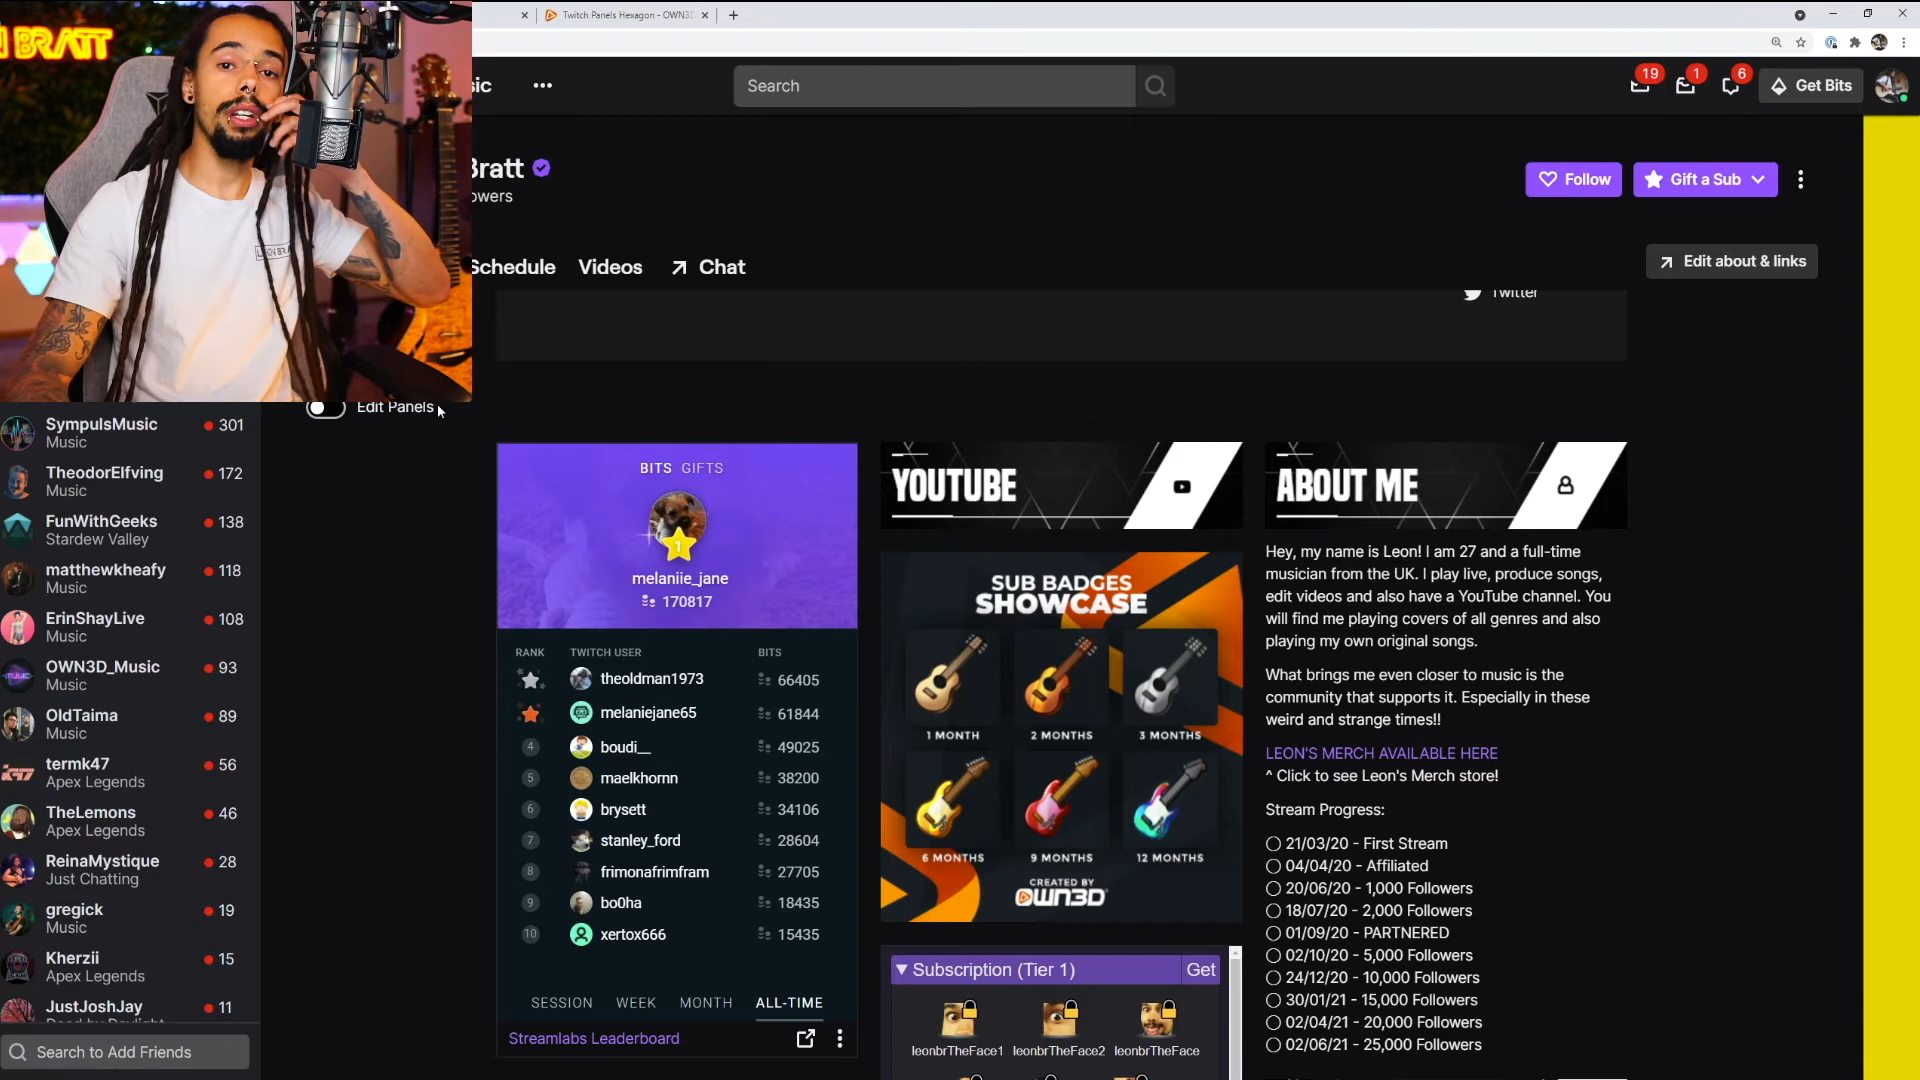 N BRATT
LEON BRA
Twitch Panels Hexagon - OWN3D
sic
Search
19
1
6
Get Bits
Bratt
owers
Follow
Gift a Sub
Schedule
Videos
Chat
Edit about & links
Twitter
Edit Panels
SympulsMusic
301
Music
TheodorElfving
172
Music
FunWithGeeks
138
Stardew Valley
matthewkheafy
118
Music
ErinShayLive
108
Music
OWN3D_Music
93
Music
OldTaima
89
Music
termk47
56
Apex Legends
TheLemons
46
Apex Legends
ReinaMystique
28
Just Chatting
gregick
19
Music
Kherzii
15
Apex Legends
JustJoshJay
11
Dead by Daylight
Search to Add Friends
BITS GIFTS
1
melaniie_jane
170817
RANK TWITCH USER BITS
theoldman1973 66405
melaniejane65 61844
4 boudi__ 49025
5 maelkhornn 38200
6 brysett 34106
7 stanley_ford 28604
8 frimonafrimfram 27705
9 bo0ha 18435
10 xertox666 15435
SESSION WEEK MONTH ALL-TIME
Streamlabs Leaderboard
YOUTUBE
SUB BADGES
SHOWCASE
1 MONTH 2 MONTHS 3 MONTHS
6 MONTHS 9 MONTHS 12 MONTHS
CREATED BY
OWN3D
Subscription (Tier 1) Get
leonbrTheFace1 leonbrTheFace2 leonbrTheFace
ABOUT ME
Hey, my name is Leon! I am 27 and a full-time
musician from the UK. I play live, produce songs,
edit videos and also have a YouTube channel. You
will find me playing covers of all genres and also
playing my own original songs.
What brings me even closer to music is the
community that supports it. Especially in these
weird and strange times!!
LEON'S MERCH AVAILABLE HERE
^ Click to see Leon's Merch store!
Stream Progress:
21/03/20 - First Stream
04/04/20 - Affiliated
20/06/20 - 1,000 Followers
18/07/20 - 2,000 Followers
01/09/20 - PARTNERED
02/10/20 - 5,000 Followers
24/12/20 - 10,000 Followers
30/01/21 - 15,000 Followers
02/04/21 - 20,000 Followers
02/06/21 - 25,000 Followers